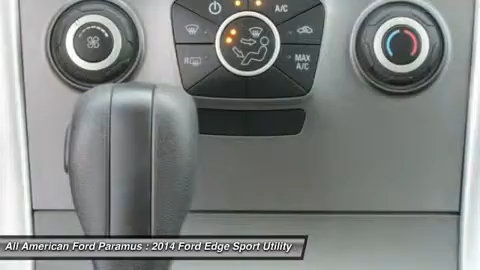 A/C
R
MAX
A/C
All American Ford Paramus : 2014 Ford Edge Sport Utility